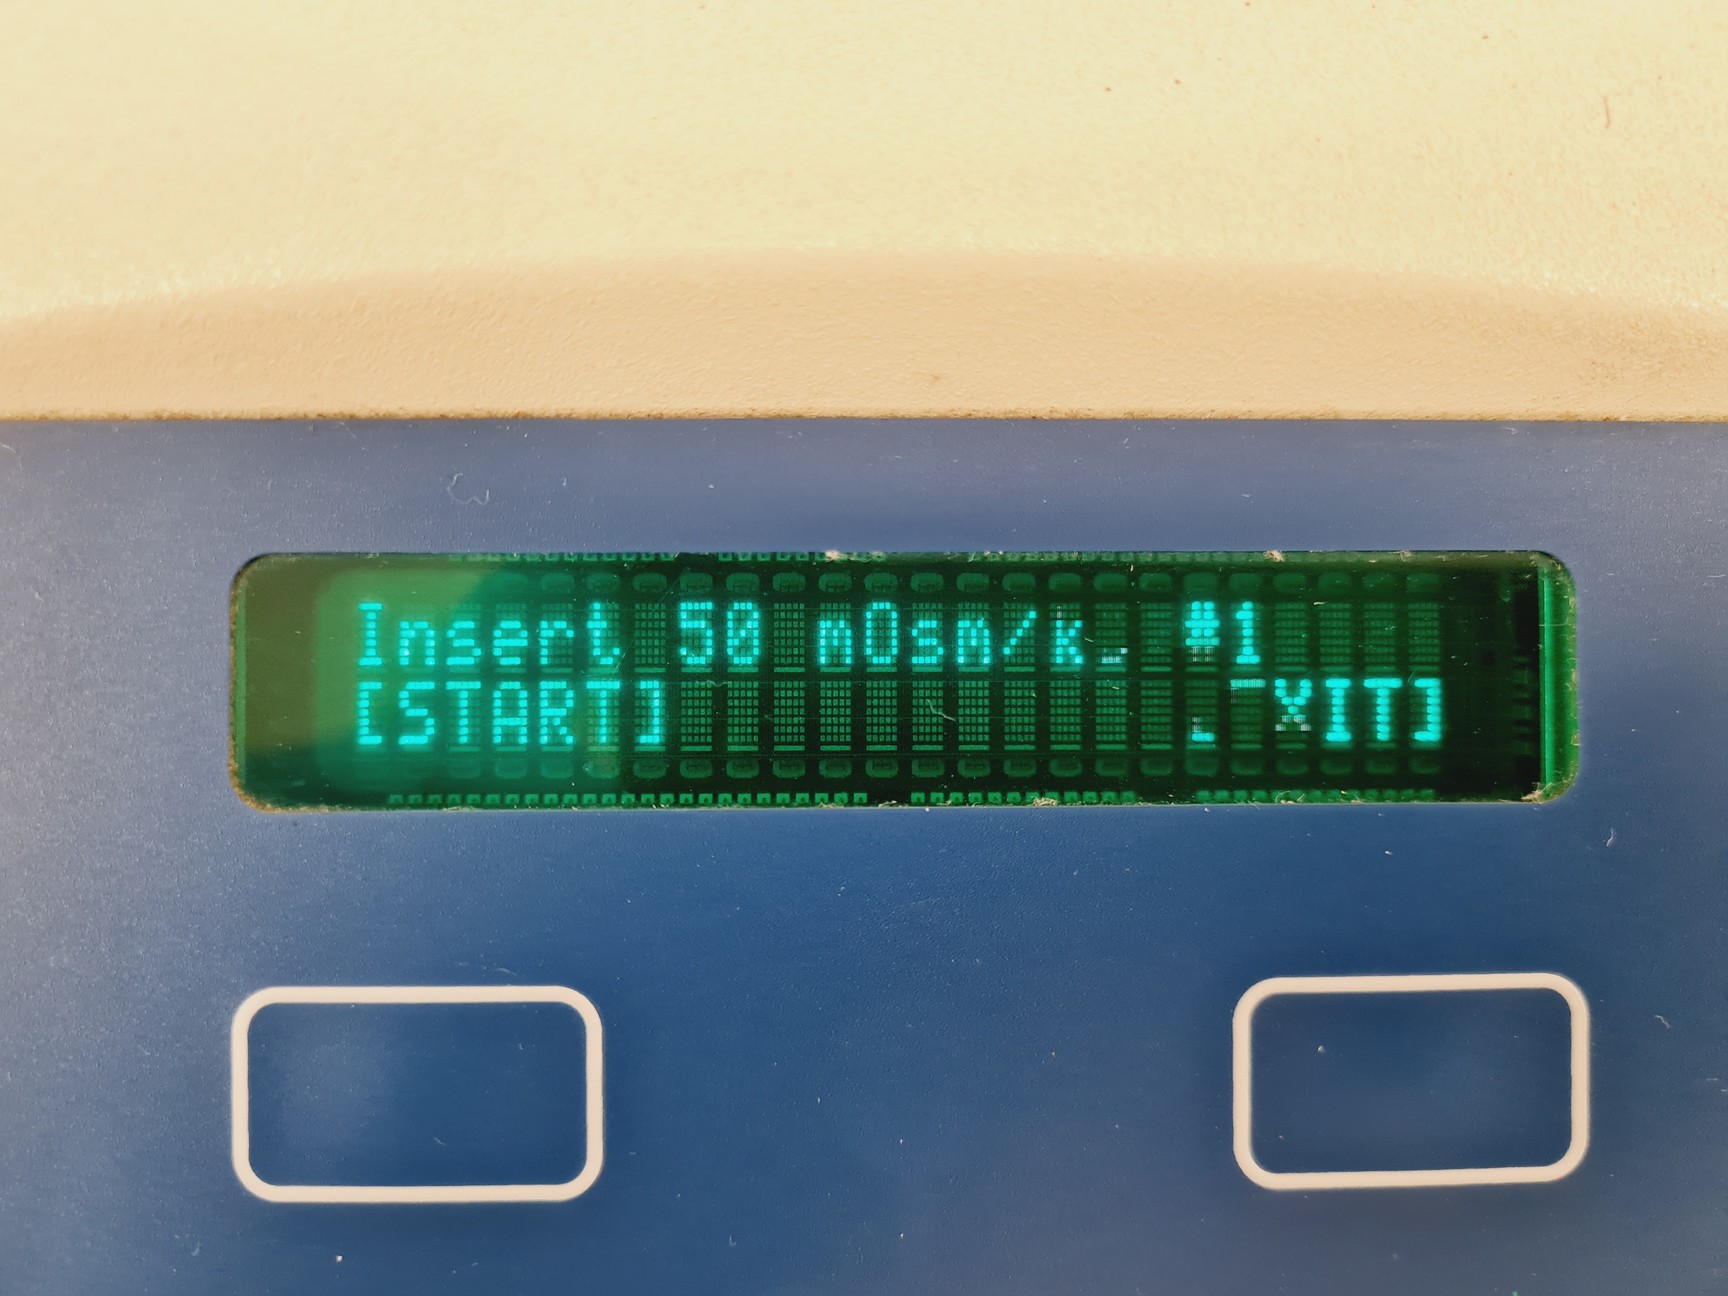 Insert 50 mOsm/kg #1
[START] [EXIT]